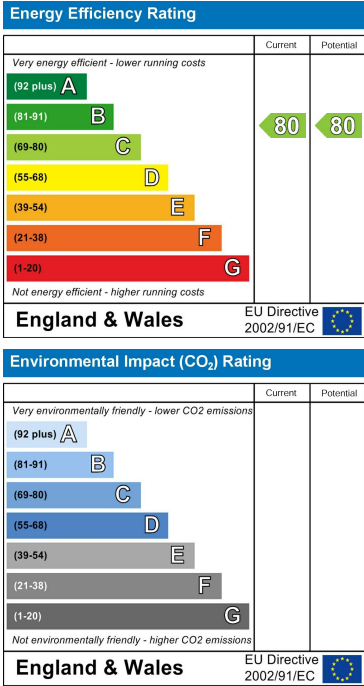 Energy Efficiency Rating
Current Potential
Very energy efficient - lower running costs
(92 plus) A
(81-91) B
80 80
(69-80) C
(55-68) D
(39-54) E
(21-38) F
(1-20) G
Not energy efficient - higher running costs
England & Wales
EU Directive
2002/91/EC
Environmental Impact (CO₂) Rating
Current Potential
Very environmentally friendly - lower CO2 emissions
(92 plus) A
(81-91) B
(69-80) C
(55-68) D
(39-54) E
(21-38) F
(1-20) G
Not environmentally friendly - higher CO2 emissions
England & Wales
EU Directive
2002/91/EC